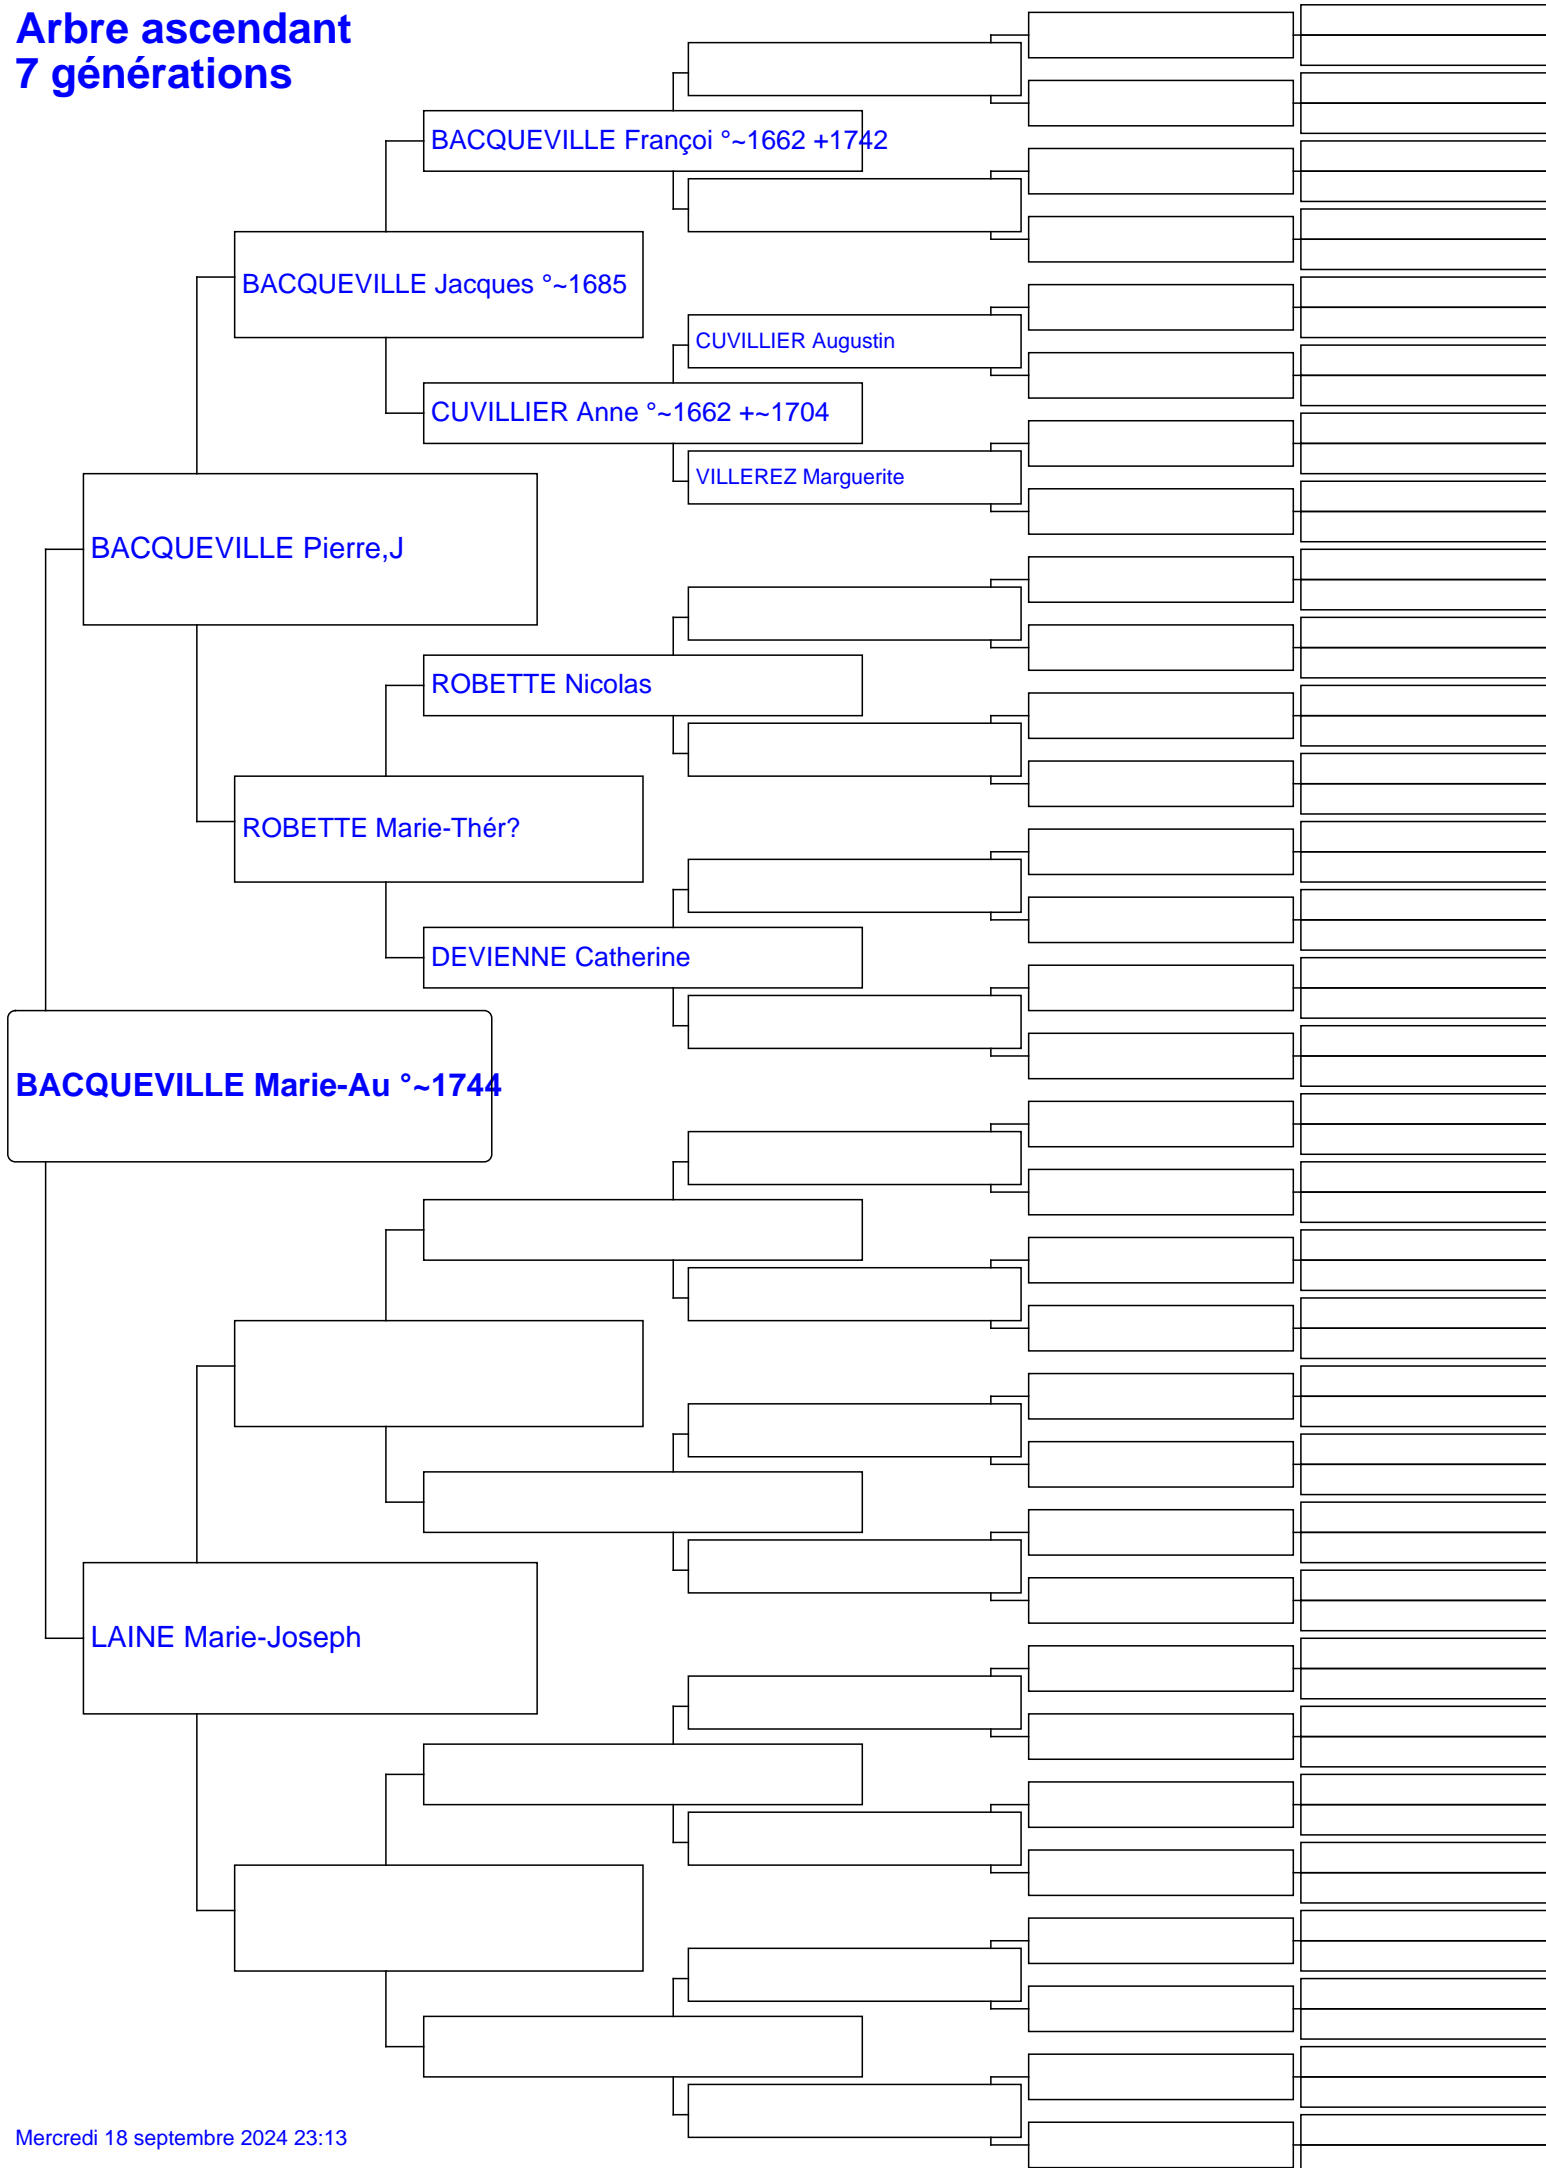 Arbre ascendant
7 générations
BACQUEVILLE Françoi °~1662 +1742
BACQUEVILLE Jacques °~1685
CUVILLIER Augustin
CUVILLIER Anne °~1662 +~1704
VILLEREZ Marguerite
BACQUEVILLE Pierre,J
ROBETTE Nicolas
ROBETTE Marie-Thér?
DEVIENNE Catherine
BACQUEVILLE Marie-Au °~1744
LAINE Marie-Joseph
Mercredi 18 septembre 2024 23:13